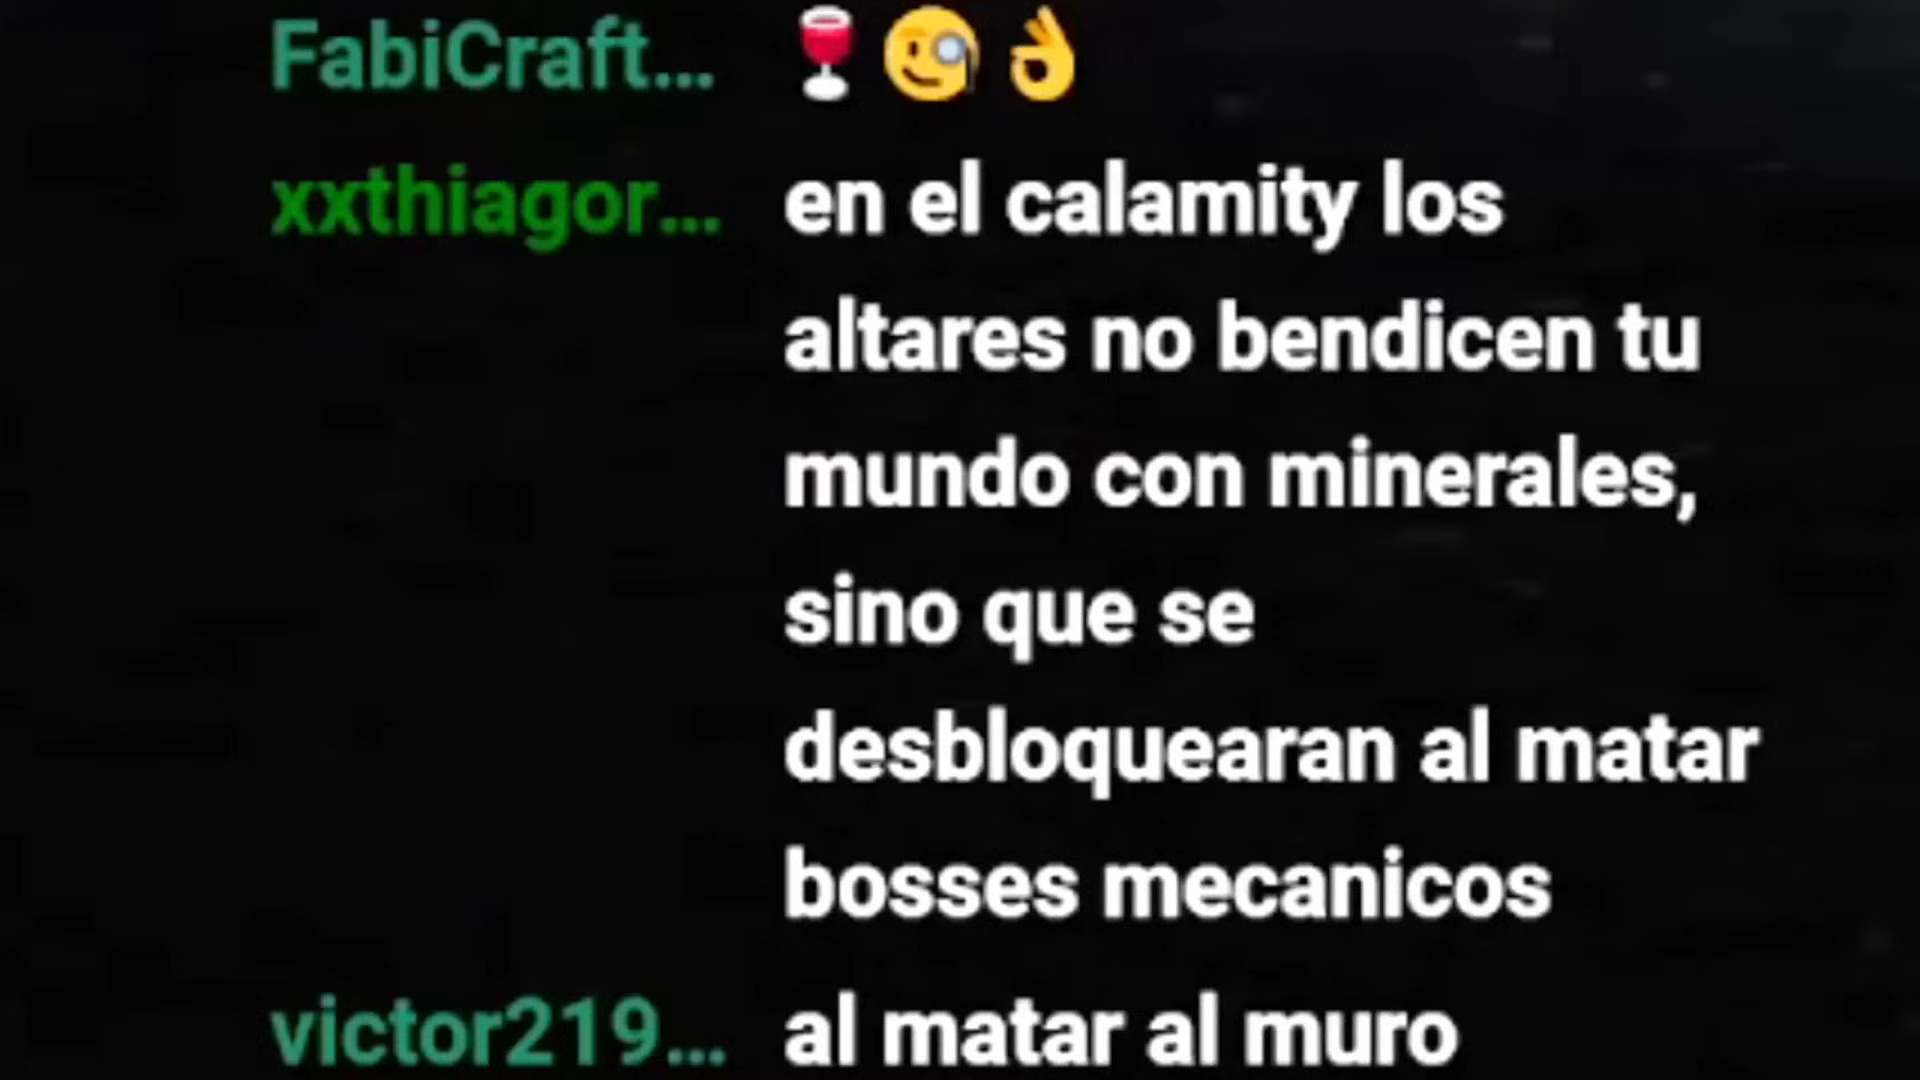 FabiCraft... 🍷🧐👌
xxthiagor... en el calamity los
altares no bendicen tu
mundo con minerales,
sino que se
desbloquearan al matar
bosses mecanicos
victor219... al matar al muro